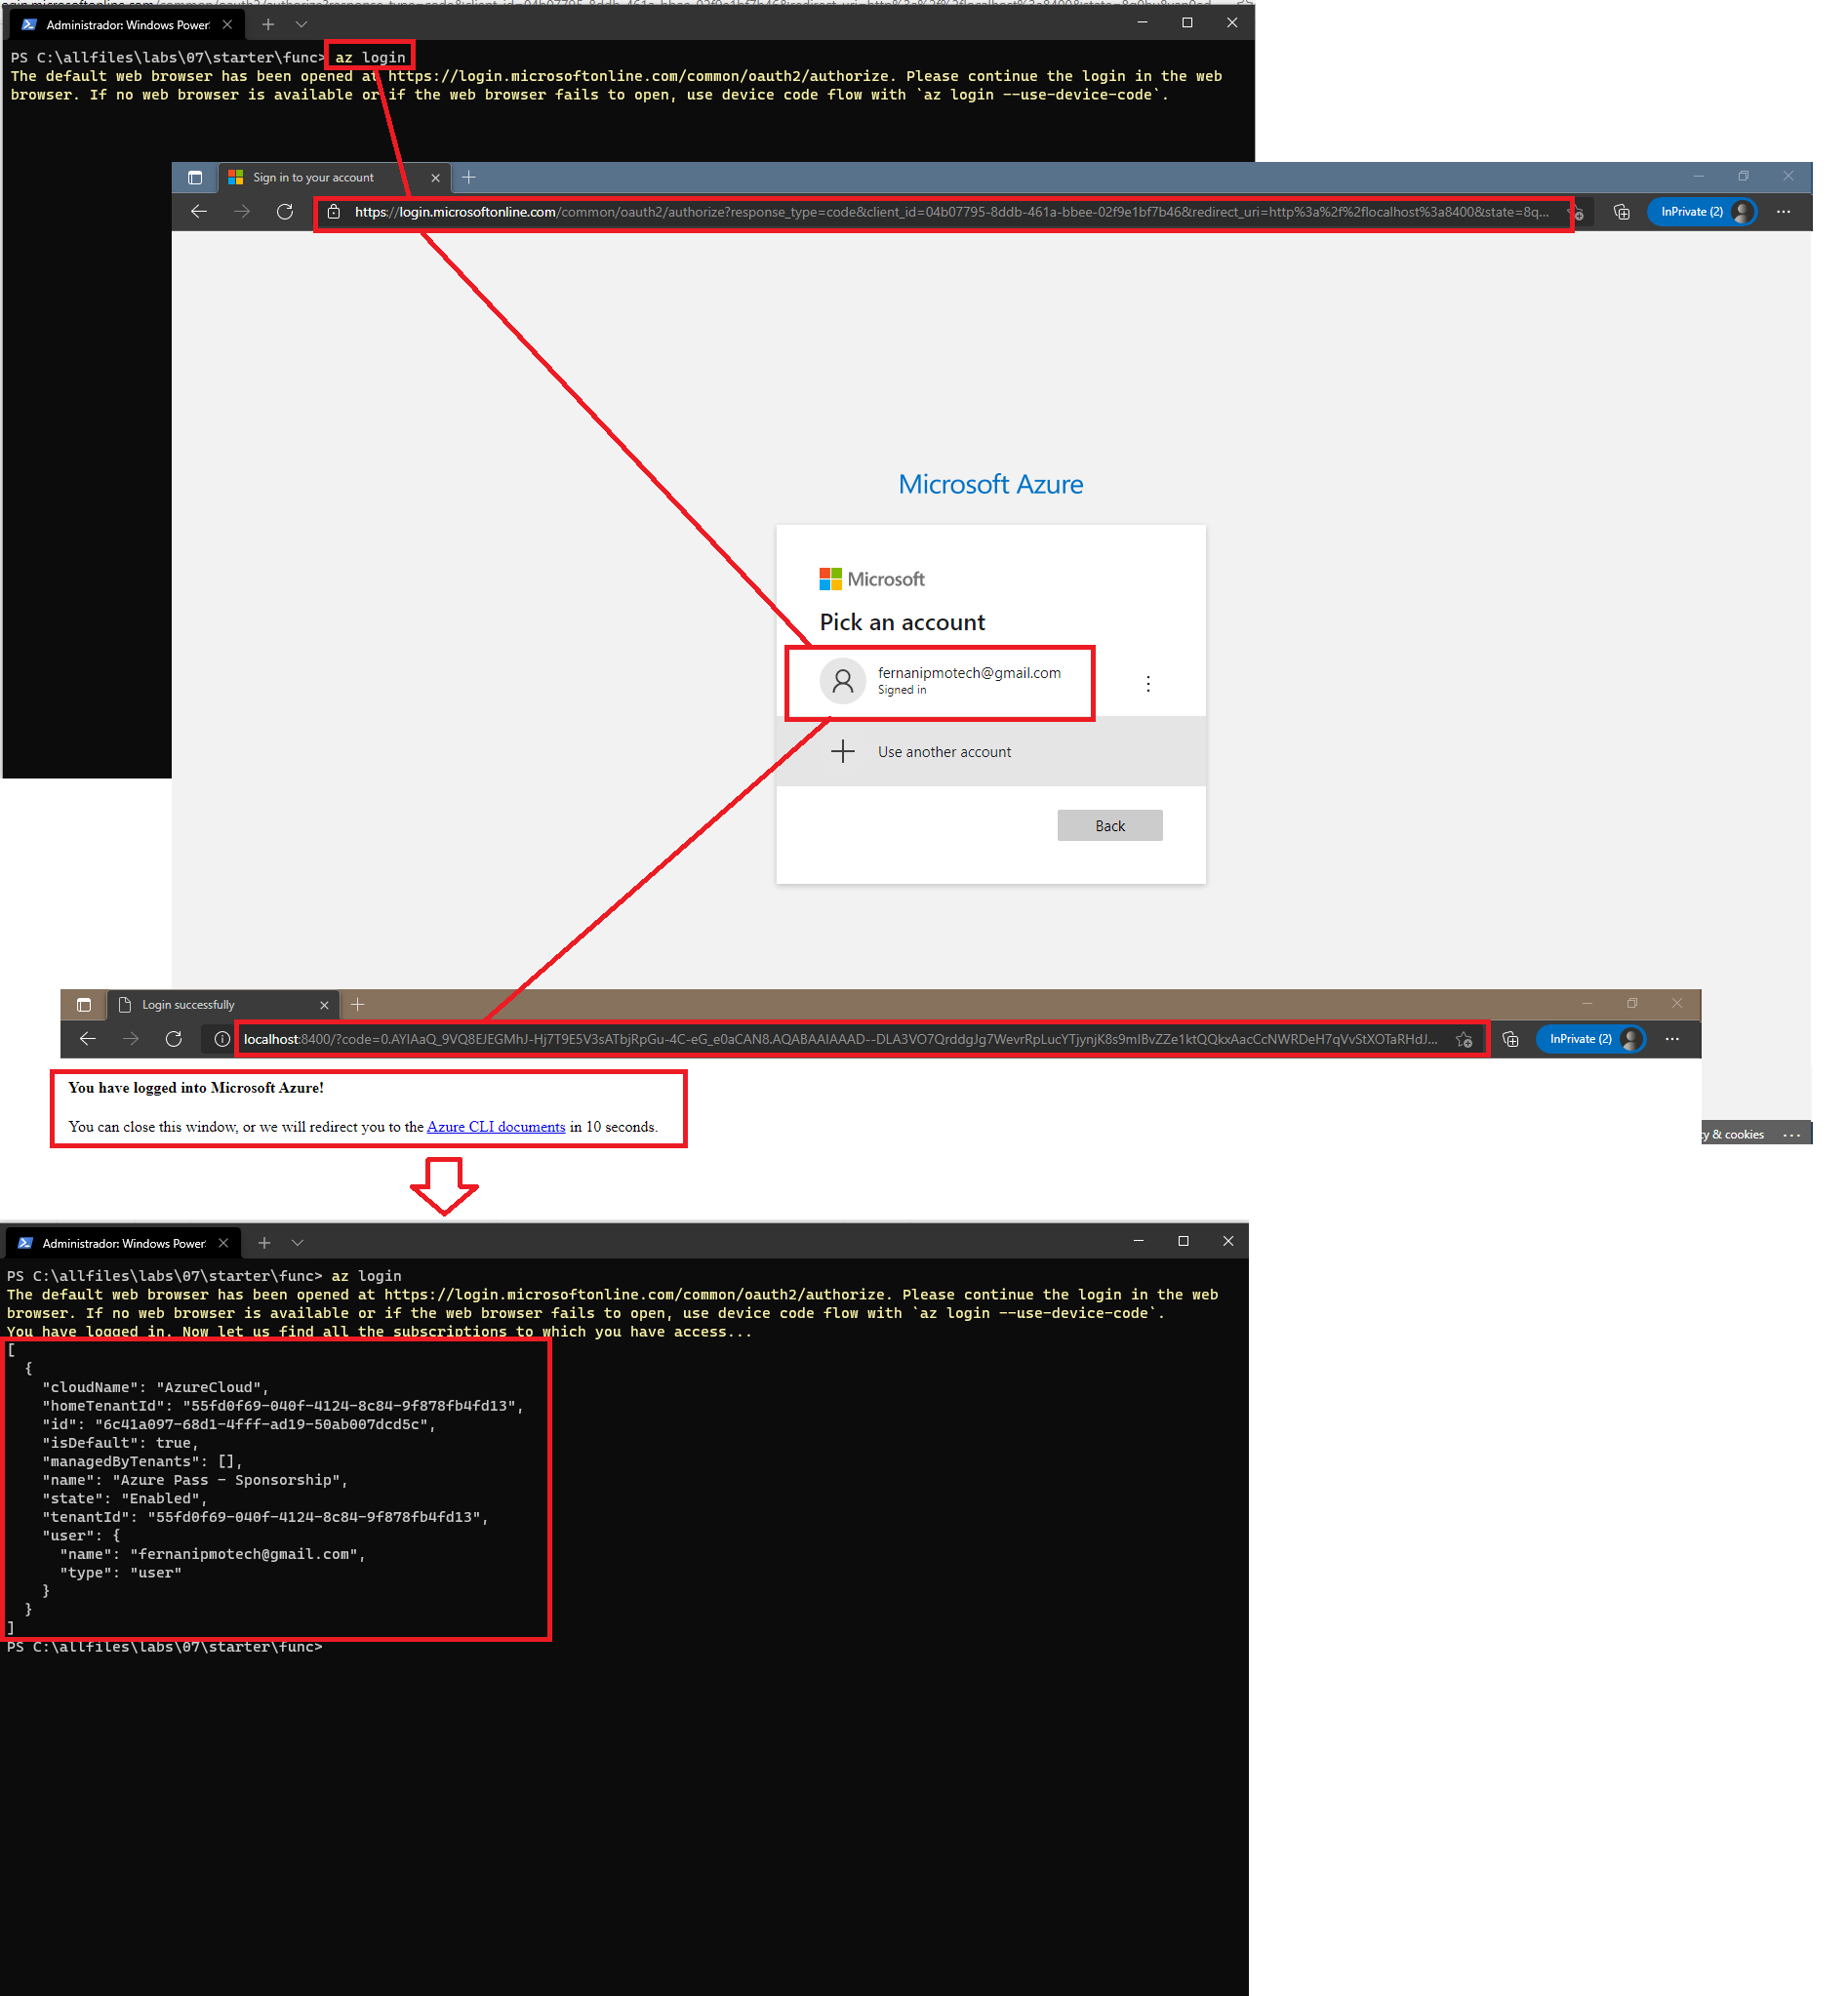 Administrador: Windows Power
PS C:\allfiles\labs\07\starter\func> az login
The default web browser has been opened at https://login.microsoftonline.com/common/oauth2/authorize. Please continue the login in the web
browser. If no web browser is available or if the web browser fails to open, use device code flow with `az login --use-device-code`.
Sign in to your account
https://login.microsoftonline.com/common/oauth2/authorize?response_type=code&client_id=04b07795-8ddb-461a-bbee-02f9e1bf7b46&redirect_uri=http%3a%2f%2flocalhost%3a8400&state=8q...
InPrivate (2)
Microsoft Azure
Microsoft
Pick an account
fernanipmotech@gmail.com
Signed in
Use another account
Back
Login successfully
localhost:8400/?code=0.AYIAaQ_9VQ8EJEGMhJ-Hj7T9E5V3sATbjRpGu-4C-eG_e0aCAN8.AQABAAIAAAD--DLA3VO7QrddgJg7WevrRpLucYTjynjK8s9mIBvZZe1ktQQkxAacCcNWRDeH7qVvStXOTaRHdJ...
InPrivate (2)
You have logged into Microsoft Azure!
You can close this window, or we will redirect you to the Azure CLI documents in 10 seconds.
y & cookies
Administrador: Windows Power
PS C:\allfiles\labs\07\starter\func> az login
The default web browser has been opened at https://login.microsoftonline.com/common/oauth2/authorize. Please continue the login in the web
browser. If no web browser is available or if the web browser fails to open, use device code flow with `az login --use-device-code`.
You have logged in. Now let us find all the subscriptions to which you have access...
[
{
"cloudName": "AzureCloud",
"homeTenantId": "55fd0f69-040f-4124-8c84-9f878fb4fd13",
"id": "6c41a097-68d1-4fff-ad19-50ab007dcd5c",
"isDefault": true,
"managedByTenants": [],
"name": "Azure Pass - Sponsorship",
"state": "Enabled",
"tenantId": "55fd0f69-040f-4124-8c84-9f878fb4fd13",
"user": {
"name": "fernanipmotech@gmail.com",
"type": "user"
}
}
]
PS C:\allfiles\labs\07\starter\func>